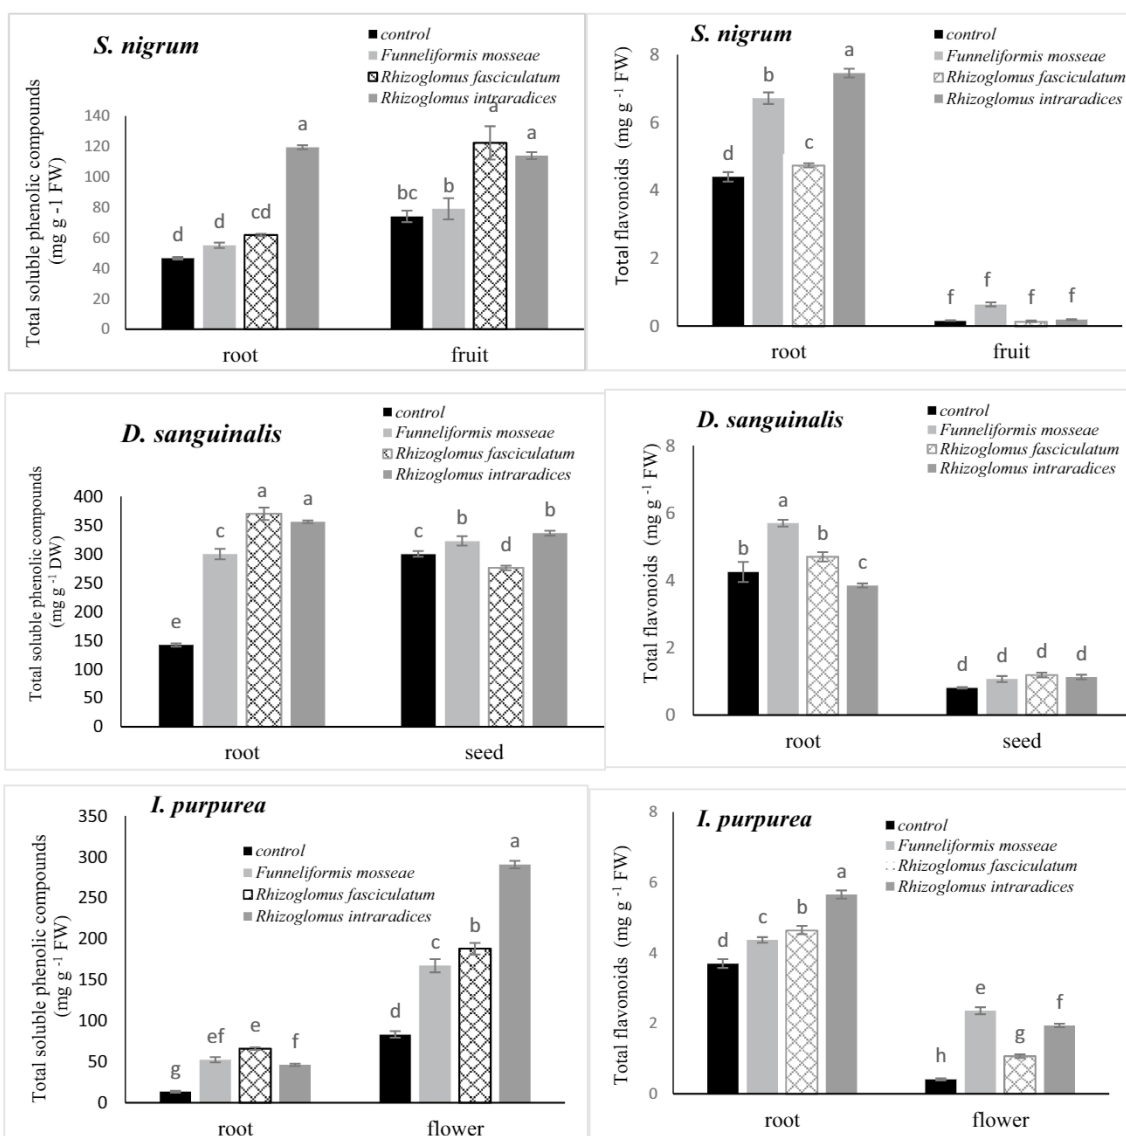 S. nigrum
control
Funneliformis mosseae
Rhizoglomus fasciculatum
Rhizoglomus intraradices
Total soluble phenolic compounds
(mg g -1 FW)
140
120
100
80
60
40
20
0
d
d
cd
a
bc
b
a
a
root
fruit
S. nigrum
control
Funneliformis mosseae
Rhizoglomus fasciculatum
Rhizoglomus intraradices
Total flavonoids (mg g -1 FW)
8
6
4
2
0
d
b
c
a
f
f
f
f
root
fruit
D. sanguinalis
control
Funneliformis mosseae
Rhizoglomus fasciculatum
Rhizoglomus intraradices
Total soluble phenolic compounds
(mg g -1 DW)
400
350
300
250
200
150
100
50
0
e
c
a
a
c
b
d
b
root
seed
D. sanguinalis
control
Funneliformis mosseae
Rhizoglomus fasciculatum
Rhizoglomus intraradices
Total flavonoids (mg g -1 FW)
8
6
4
2
0
b
a
b
c
d
d
d
d
root
seed
I. purpurea
control
Funneliformis mosseae
Rhizoglomus fasciculatum
Rhizoglomus intraradices
Total soluble phenolic compounds
(mg g -1 FW)
350
300
250
200
150
100
50
0
g
ef
e
f
d
c
b
a
root
flower
I. purpurea
control
Funneliformis mosseae
Rhizoglomus fasciculatum
Rhizoglomus intraradices
Total flavonoids (mg g -1 FW)
8
6
4
2
0
d
c
b
a
h
e
g
f
root
flower